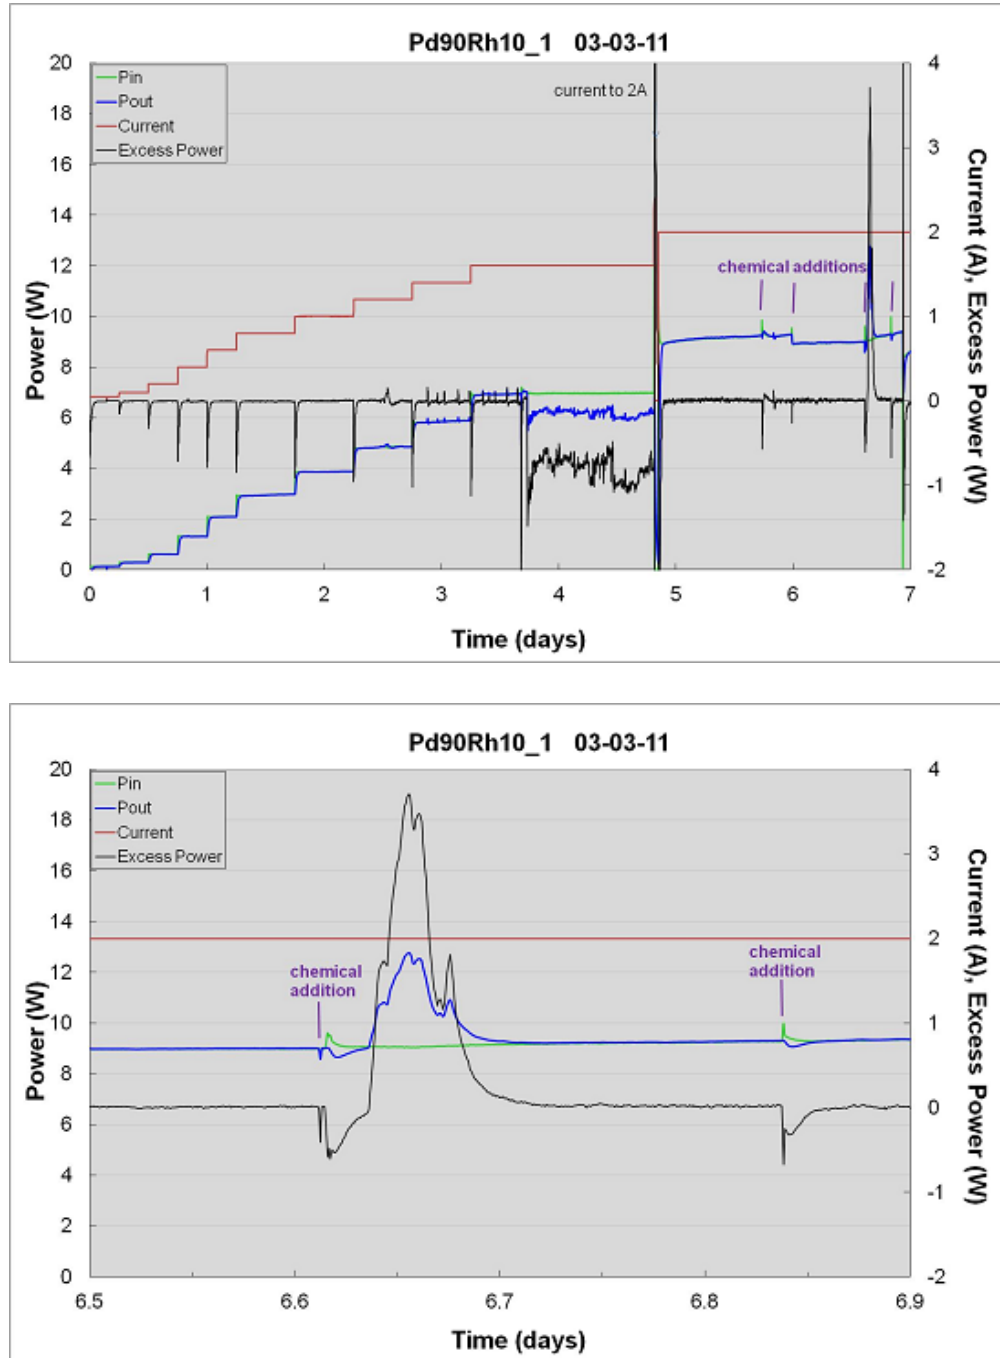 Pd90Rh10_1 03-03-11
20
18
16
14
12
10
8
6
4
2
0
Power (W)
Pin
Pout
Current
Excess Power
current to 2A
chemical additions
4
3
2
1
0
-1
-2
Current (A), Excess Power (W)
0 1 2 3 4 5 6 7
Time (days)
Pd90Rh10_1 03-03-11
20
18
16
14
12
10
8
6
4
2
0
Power (W)
Pin
Pout
Current
Excess Power
chemical
addition
chemical
addition
4
3
2
1
0
-1
-2
Current (A), Excess Power (W)
6.5 6.6 6.7 6.8 6.9
Time (days)